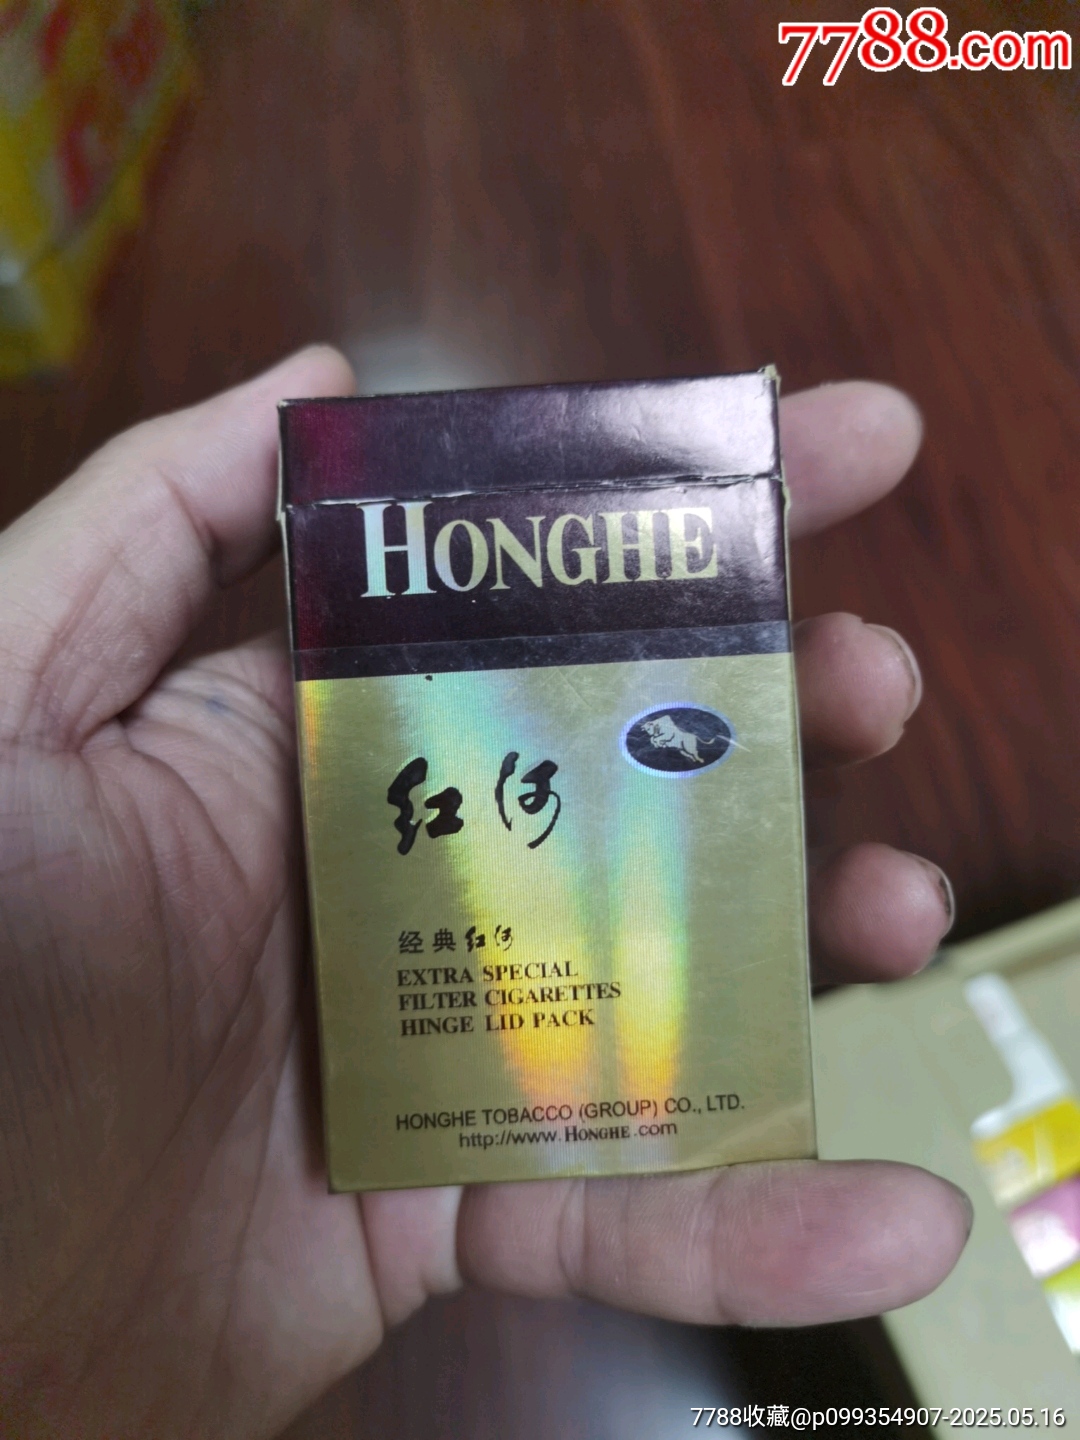 7788.com
HONGHE
红河
经典红河
EXTRA SPECIAL
FILTER CIGARETTES
HINGE LID PACK
HONGHE TOBACCO (GROUP) CO., LTD.
http://www.HONGHE.com
7788收藏@p099354907-2025.05.16